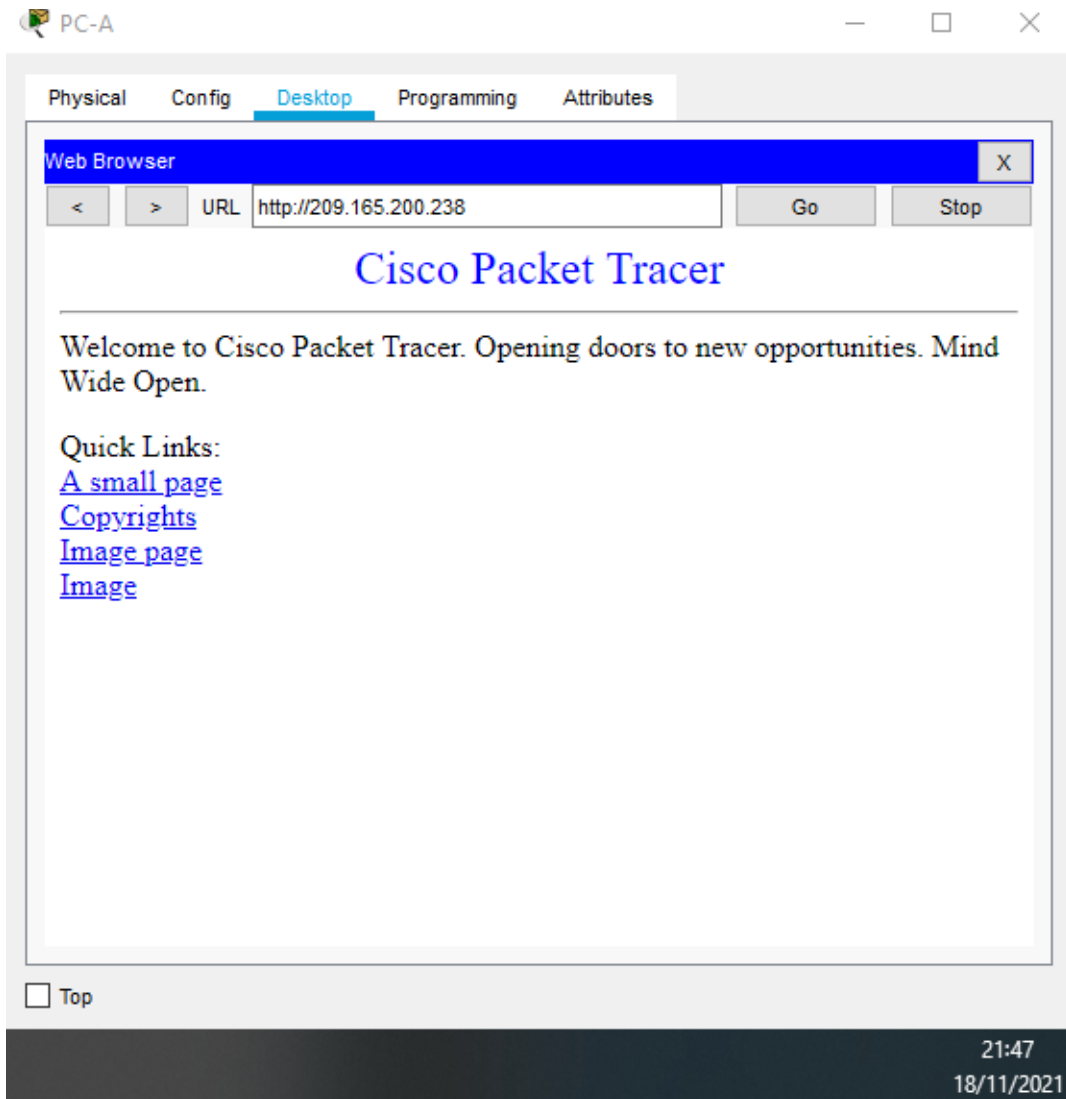 PC-A
Physical Config Desktop Programming Attributes
Web Browser X
< > URL http://209.165.200.238 Go Stop
Cisco Packet Tracer
Welcome to Cisco Packet Tracer. Opening doors to new opportunities. Mind
Wide Open.
Quick Links:
A small page
Copyrights
Image page
Image
Top
21:47
18/11/2021